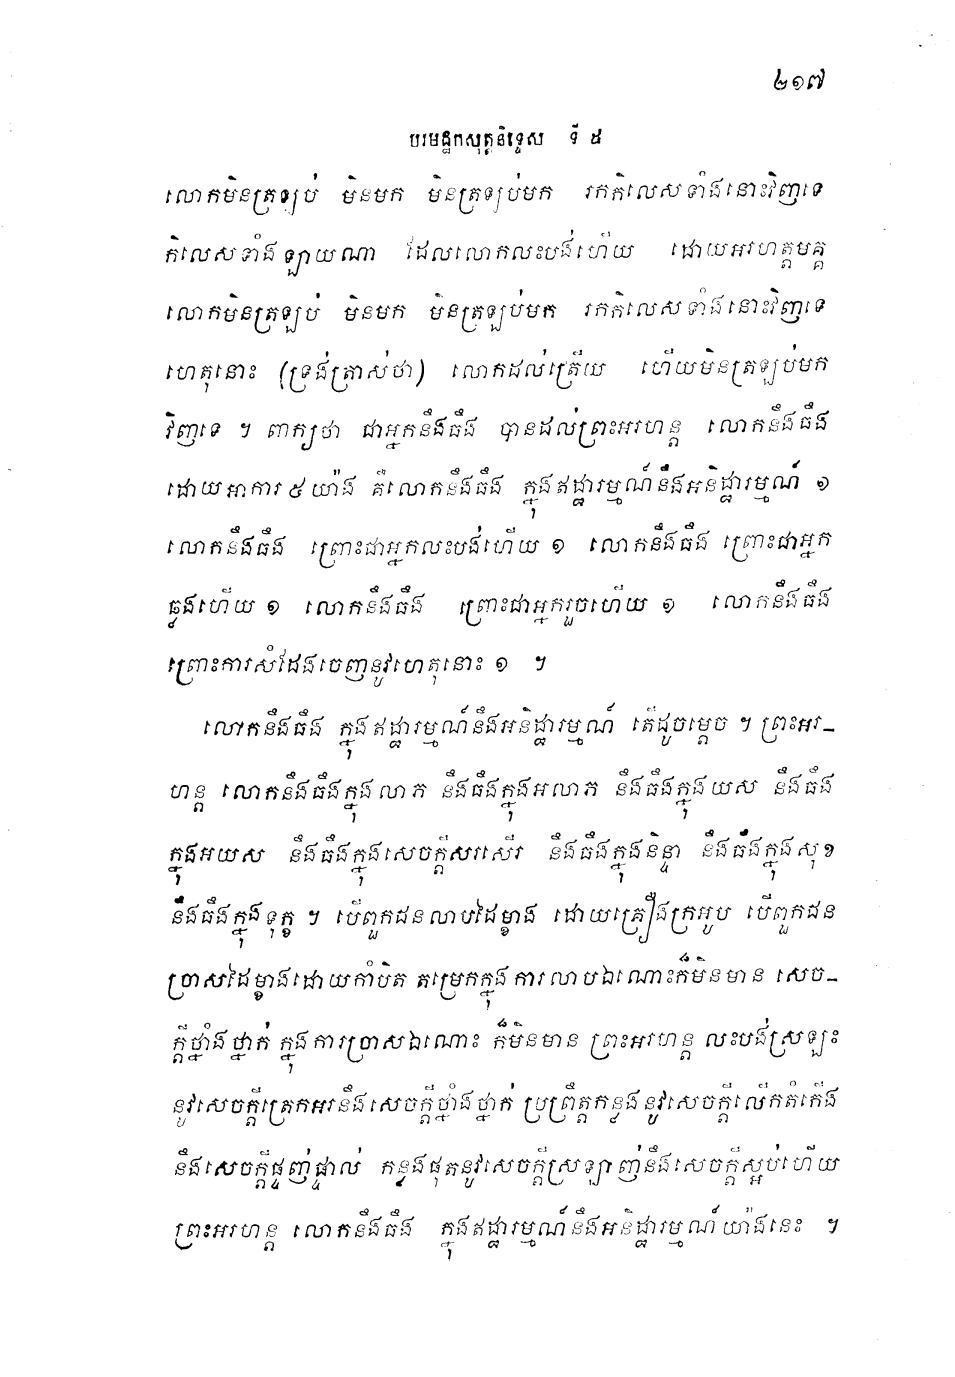 ២១៧
បរមដ្ឋកសុត្តនិទ្ទេស ទី ៥
លោកមិនត្រឡប់ មិនមក មិនត្រឡប់មក រកកិលេសទាំងនោះវិញទេ
កិលេសទាំងឡាយណា ដែលលោកលះបង់ហើយ ដោយអរហត្តមគ្គ
លោកមិនត្រឡប់ មិនមក មិនត្រឡប់មក រកកិលេសទាំងនោះវិញទេ
ហេតុនោះ (ទ្រង់ត្រាស់ថា) លោកដល់ត្រើយ ហើយមិនត្រឡប់មក
វិញទេ ។ ពាក្យថា ជាអ្នកនឹងធឹង បានដល់ព្រះអរហន្ត លោកនឹងធឹង
ដោយអាការ ៥ យ៉ាង គឺលោកនឹងធឹង ក្នុងឥដ្ឋារម្មណ៍នឹងអនិដ្ឋារម្មណ៍ ១
លោកនឹងធឹង ព្រោះជាអ្នកលះបង់ហើយ ១ លោកនឹងធឹង ព្រោះជាអ្នក
ឆ្លងហើយ ១ លោកនឹងធឹង ព្រោះជាអ្នករួចហើយ ១ លោកនឹងធឹង
ព្រោះការសំដែងចេញនូវហេតុនោះ ១ ។
លោកនឹងធឹង ក្នុងឥដ្ឋារម្មណ៍នឹងអនិដ្ឋារម្មណ៍ តើដូចម្តេច ។ ព្រះអរ-
ហន្ត លោកនឹងធឹងក្នុងលាភ នឹងធឹងក្នុងអលាភ នឹងធឹងក្នុងយស នឹងធឹង
ក្នុងអយស នឹងធឹងក្នុងសេចក្តីសរសើរ នឹងធឹងក្នុងនិន្ទា នឹងធឹងក្នុងសុខ
នឹងធឹងក្នុងទុក្ខ ។ បើពួកជនលាបដៃម្ខាង ដោយគ្រឿងក្រអូប បើពួកជន
ច្រាសដៃម្ខាងដោយកាំបិត តម្រេកក្នុងការលាបឯណោះក៏មិនមាន សេច-
ក្តីថ្នាំងថ្នាក់ ក្នុងការច្រាសឯណោះ ក៏មិនមាន ព្រះអរហន្ត លះបង់ស្រឡះ
នូវសេចក្តីត្រេកអរនឹងសេចក្តីថ្នាំងថ្នាក់ ប្រព្រឹត្តកន្លងនូវសេចក្តីលើកតំកើង
នឹងសេចក្តីផ្ទញ់ផ្ទាល់ កន្លងផុតនូវសេចក្តីស្រឡាញ់នឹងសេចក្តីស្អប់ហើយ
ព្រះអរហន្ត លោកនឹងធឹង ក្នុងឥដ្ឋារម្មណ៍នឹងអនិដ្ឋារម្មណ៍យ៉ាងនេះ ។